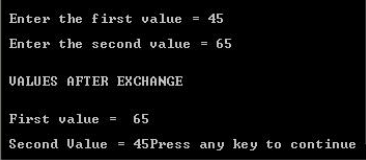 Enter the first value = 45
Enter the second value = 65
VALUES AFTER EXCHANGE
First value =  65
Second Value = 45Press any key to continue